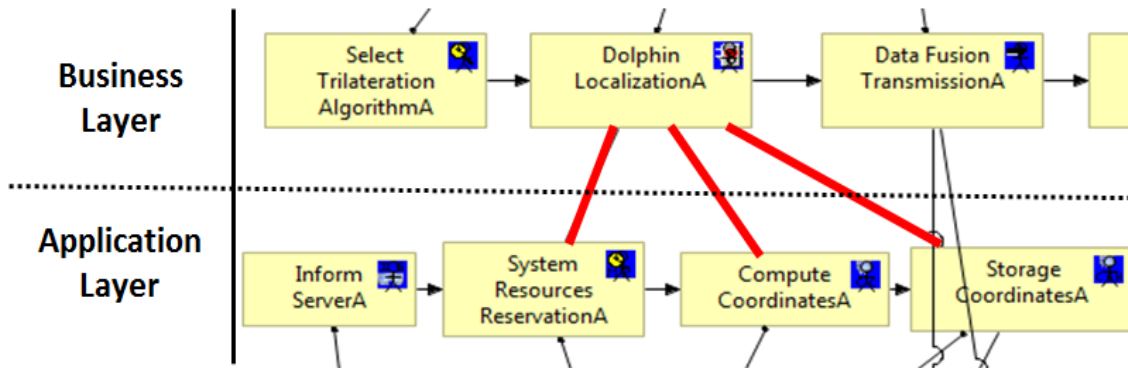 Business
Layer
Select
Trilateration
AlgorithmA
Dolphin
LocalizationA
Data Fusion
TransmissionA
Application
Layer
Inform
ServerA
System
Resources
ReservationA
Compute
CoordinatesA
Storage
CoordinatesA